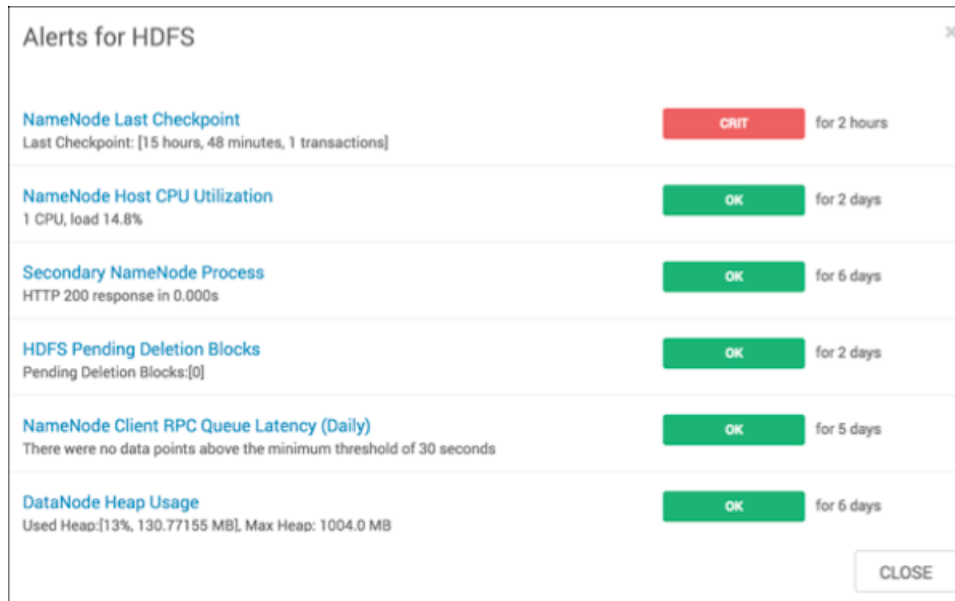 Alerts for HDFS
×
NameNode Last Checkpoint
Last Checkpoint: [15 hours, 48 minutes, 1 transactions]
CRIT
for 2 hours
NameNode Host CPU Utilization
1 CPU, load 14.8%
OK
for 2 days
Secondary NameNode Process
HTTP 200 response in 0.000s
OK
for 6 days
HDFS Pending Deletion Blocks
Pending Deletion Blocks:[0]
OK
for 2 days
NameNode Client RPC Queue Latency (Daily)
There were no data points above the minimum threshold of 30 seconds
OK
for 5 days
DataNode Heap Usage
Used Heap:[13%, 130.77155 MB], Max Heap: 1004.0 MB
OK
for 6 days
CLOSE